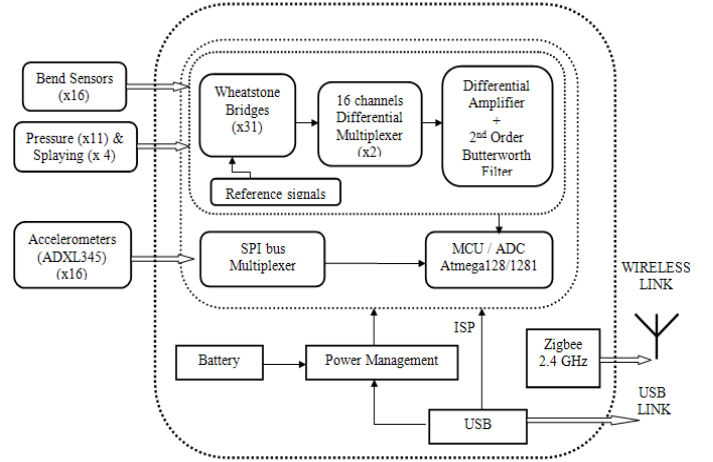 Bend Sensors
(x16)
Pressure (x11) &
Splaying (x 4)
Accelerometers
(ADXL345)
(x16)
Wheatstone
Bridges
(x31)
Reference signals
16 channels
Differential
Multiplexer
(x2)
Differential
Amplifier
+
2nd Order
Butterworth
Filter
SPI bus
Multiplexer
MCU / ADC
Atmega128/1281
ISP
Battery
Power Management
USB
Zigbee
2.4 GHz
WIRELESS
LINK
USB
LINK